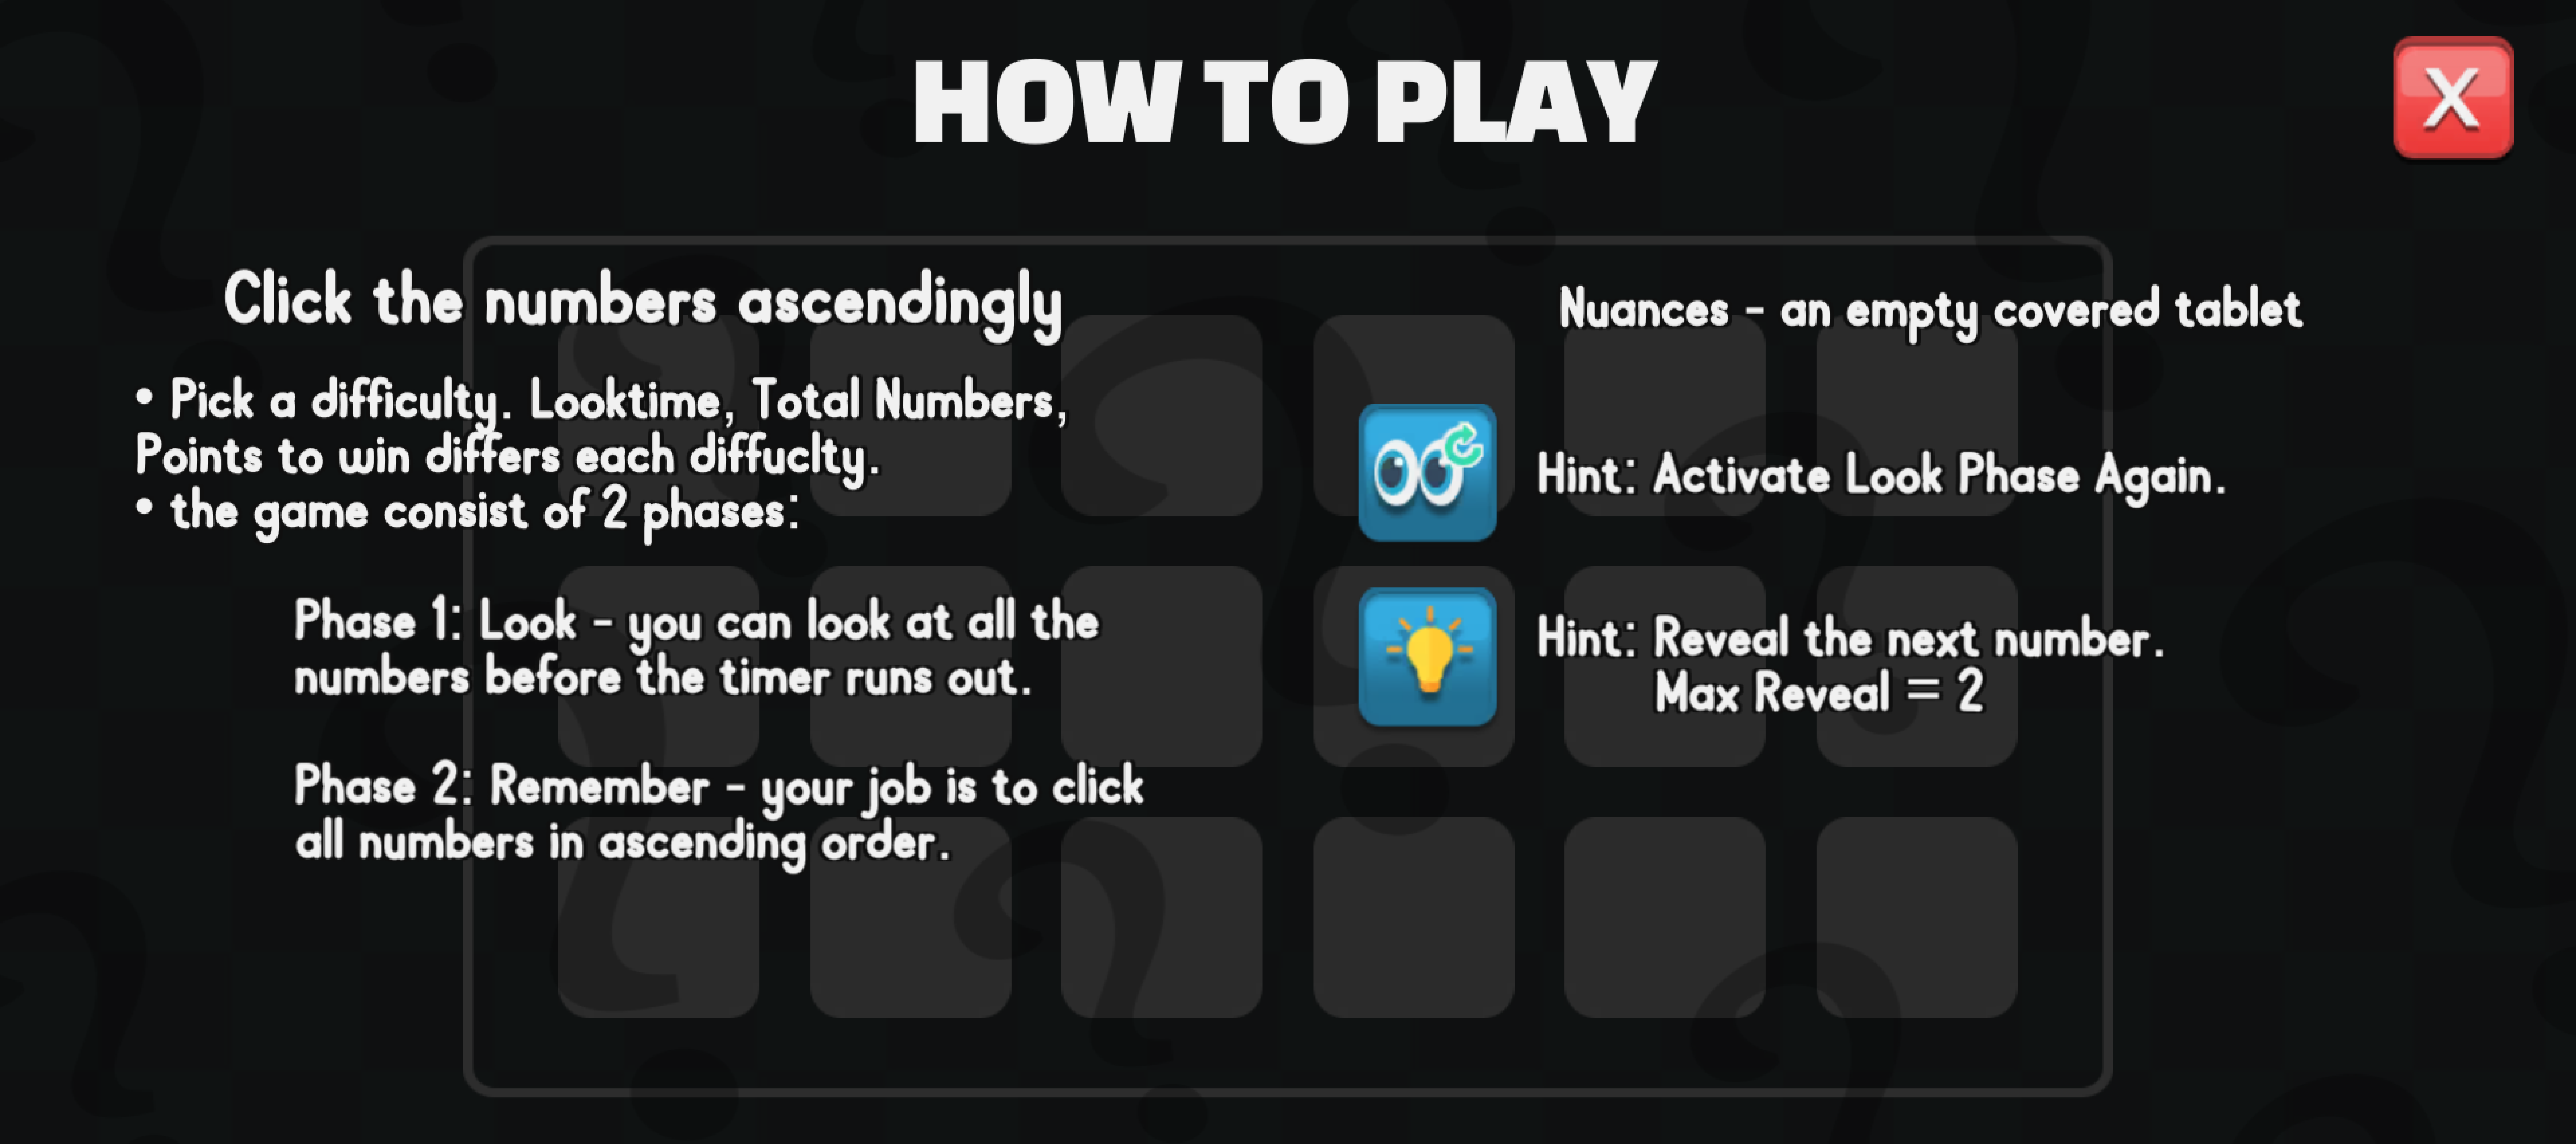 HOW TO PLAY
X
Click the numbers ascendingly
• Pick a difficulty. Looktime, Total Numbers,
Points to win differs each diffuclty.
• the game consist of 2 phases:
Phase 1: Look - you can look at all the
numbers before the timer runs out.
Phase 2: Remember - your job is to click
all numbers in ascending order.
Nuances - an empty covered tablet
Hint: Activate Look Phase Again.
Hint: Reveal the next number.
Max Reveal = 2